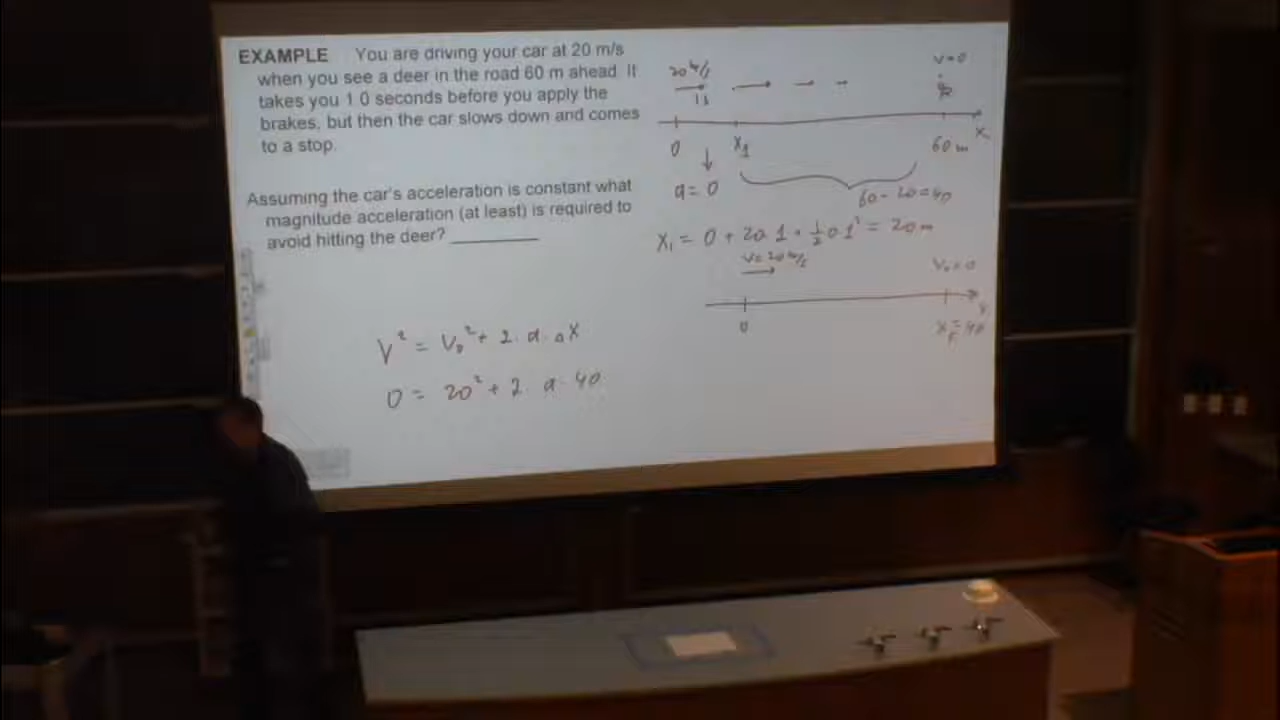 EXAMPLE You are driving your car at 20 m/s
when you see a deer in the road 60 m ahead. It
takes you 1.0 seconds before you apply the
brakes, but then the car slows down and comes
to a stop.
Assuming the car's acceleration is constant what
magnitude acceleration (at least) is required to
avoid hitting the deer?
V² = V₀² + 2 · a · Δx
0 = 20² + 2 · a · 40
20 m/s
1s
V=0
0
x₁
60 m
x
a = 0
60 - 20 = 40
x₁ = 0 + 20·1 + ½ 0·1² = 20 m
V = 20 m/s
0